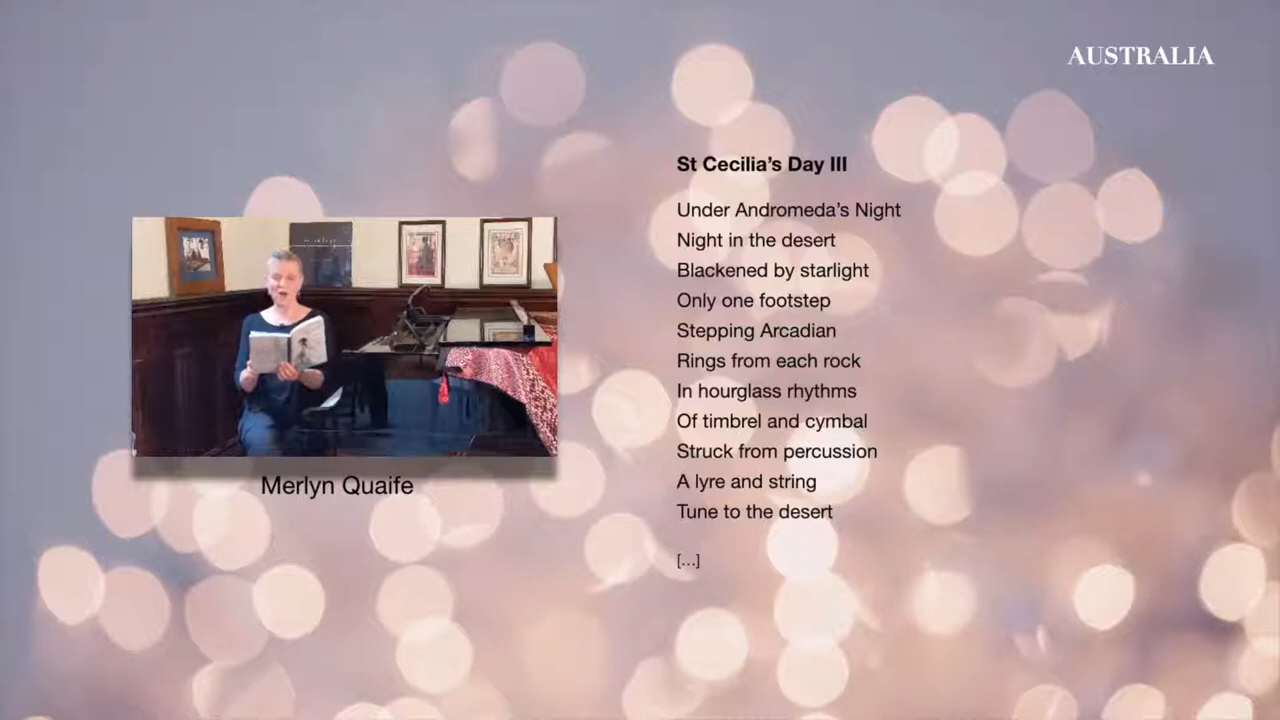 AUSTRALIA
St Cecilia's Day III
Under Andromeda's Night
Night in the desert
Blackened by starlight
Only one footstep
Stepping Arcadian
Rings from each rock
In hourglass rhythms
Of timbrel and cymbal
Struck from percussion
A lyre and string
Tune to the desert
[...]
Merlyn Quaife